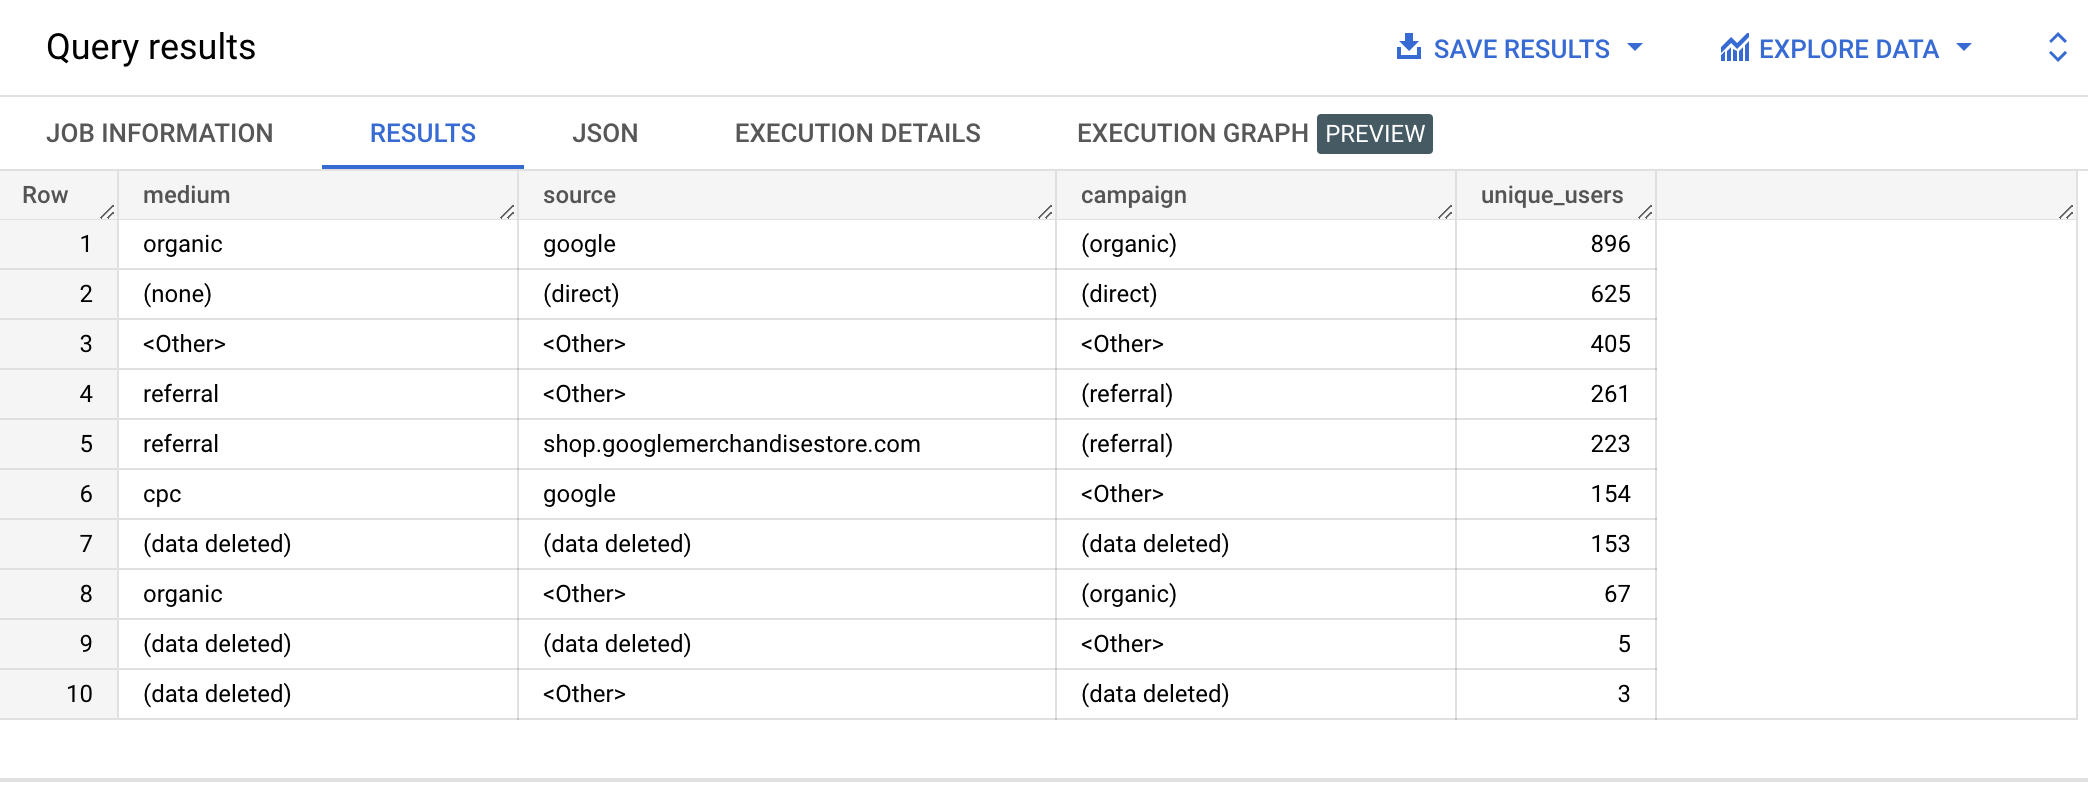 Query results SAVE RESULTS EXPLORE DATA
JOB INFORMATION RESULTS JSON EXECUTION DETAILS EXECUTION GRAPH PREVIEW
Row medium source campaign unique_users
1 organic google (organic) 896
2 (none) (direct) (direct) 625
3 <Other> <Other> <Other> 405
4 referral <Other> (referral) 261
5 referral shop.googlemerchandisestore.com (referral) 223
6 cpc google <Other> 154
7 (data deleted) (data deleted) (data deleted) 153
8 organic <Other> (organic) 67
9 (data deleted) (data deleted) <Other> 5
10 (data deleted) <Other> (data deleted) 3